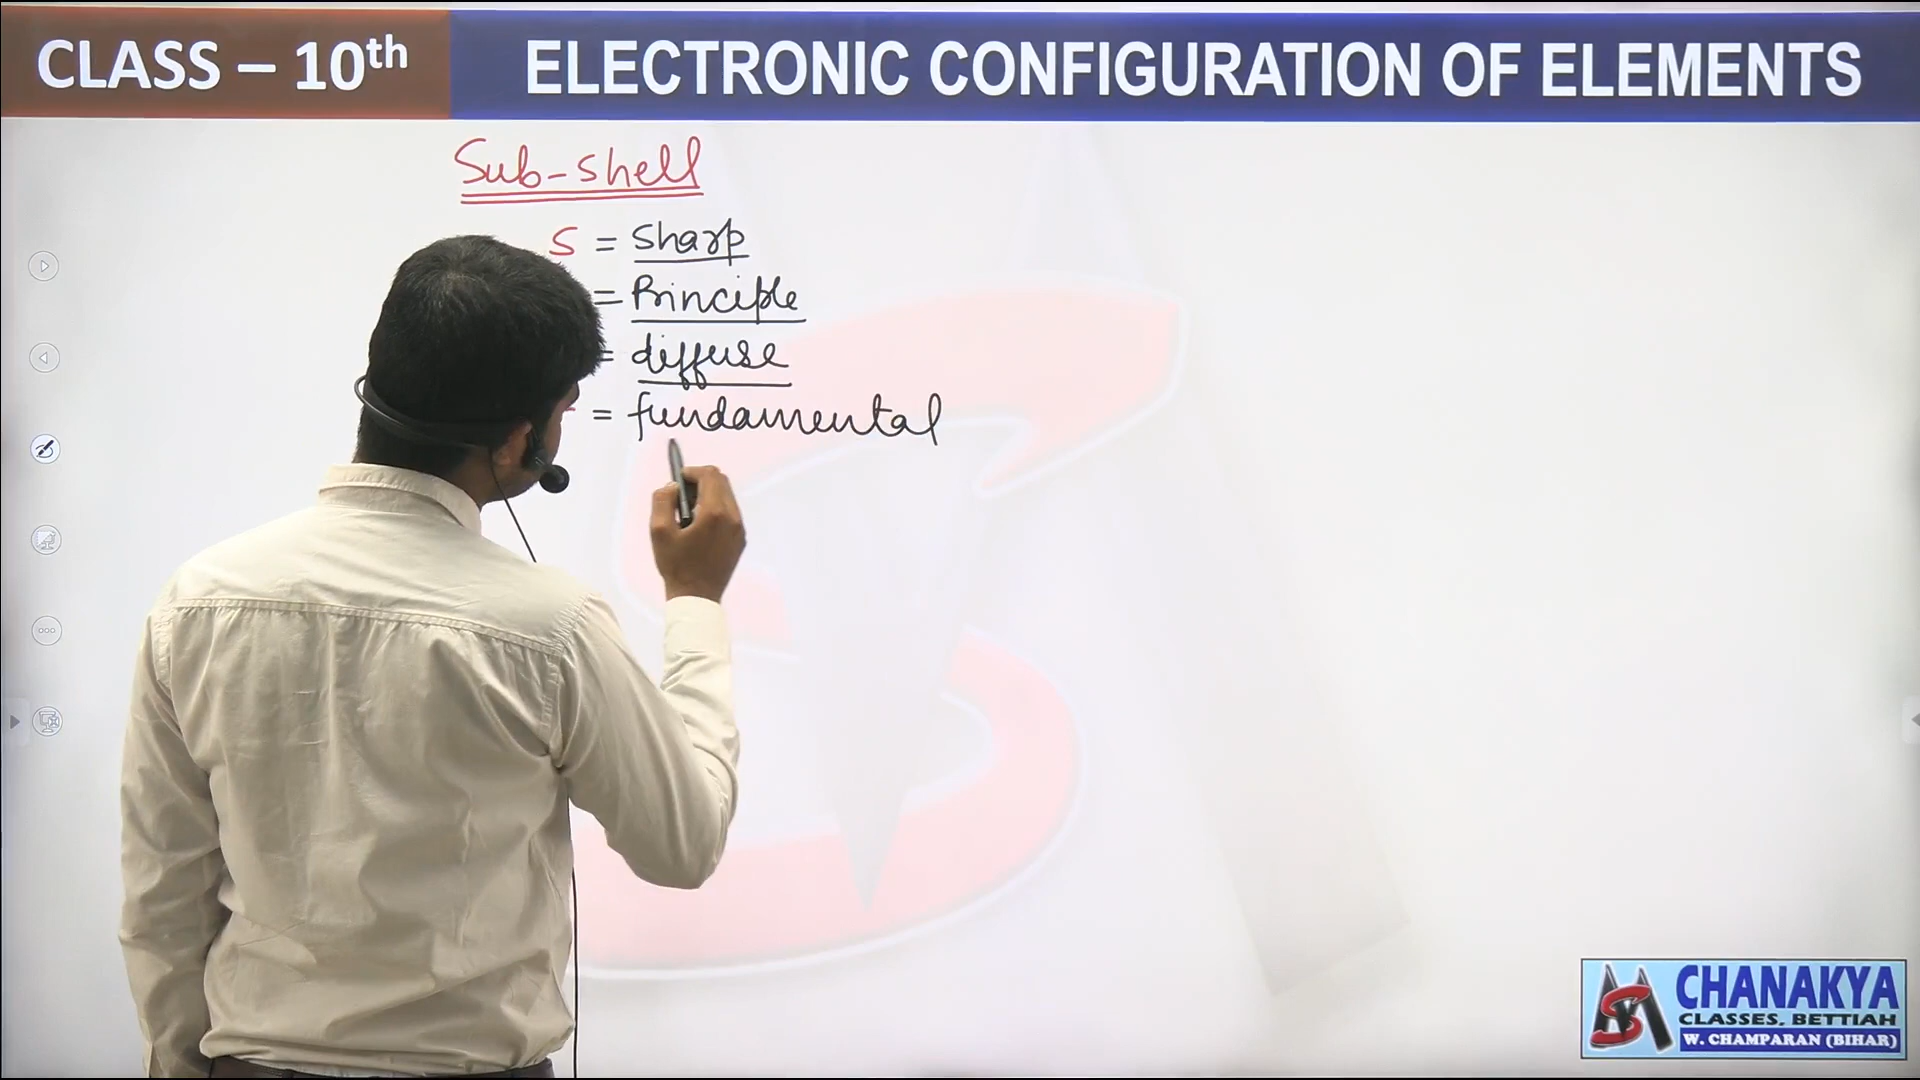 CLASS – 10th
ELECTRONIC CONFIGURATION OF ELEMENTS
Sub-shell
S = Sharp
= Principle
= diffuse
= fundamental
CHANAKYA
CLASSES, BETTIAH
W. CHAMPARAN (BIHAR)